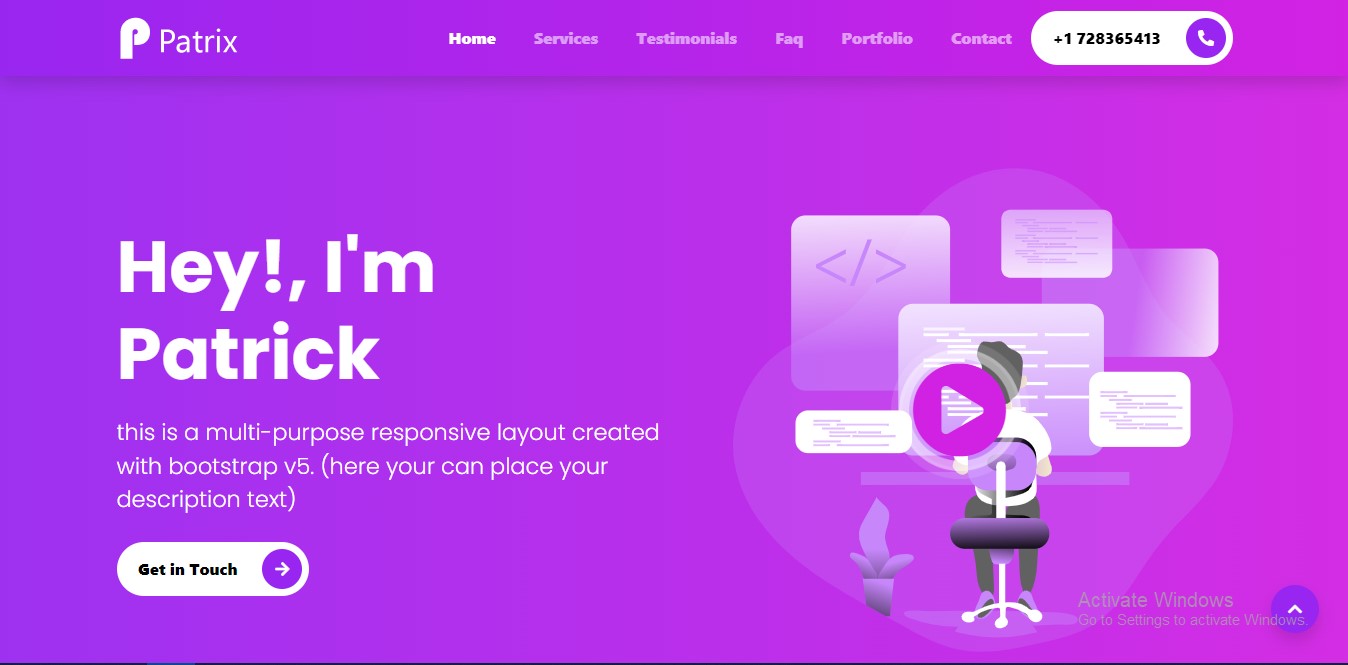 Patrix
Home Services Testimonials Faq Portfolio Contact +1 728365413
Hey!, I'm
Patrick
this is a multi-purpose responsive layout created
with bootstrap v5. (here your can place your
description text)
Get in Touch
</>
Activate Windows
Go to Settings to activate Windows.